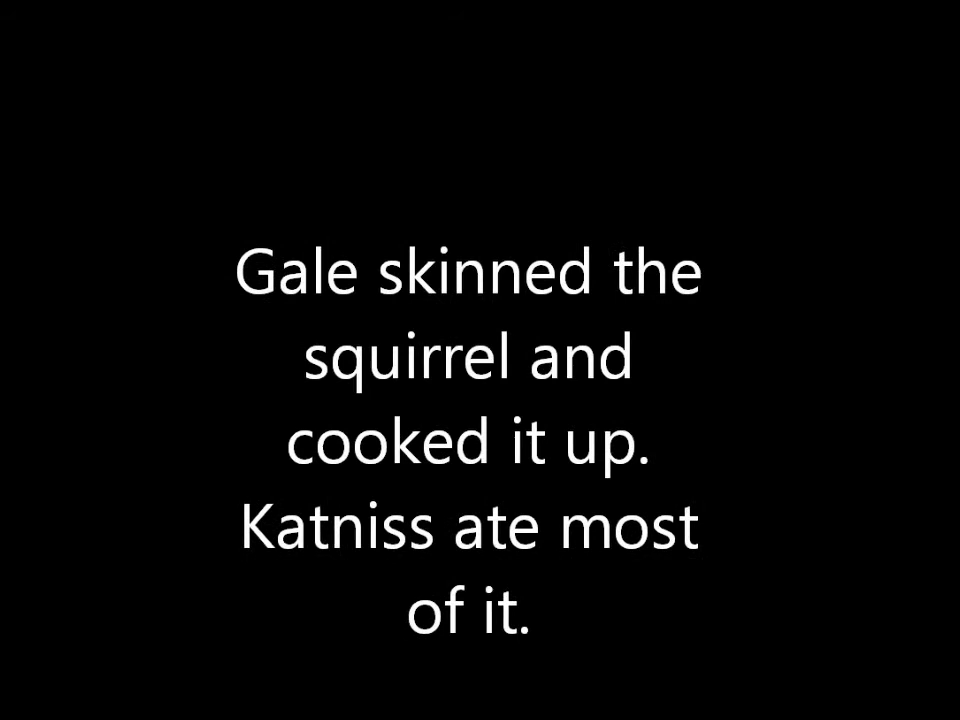 Gale skinned the
squirrel and
cooked it up.
Katniss ate most
of it.